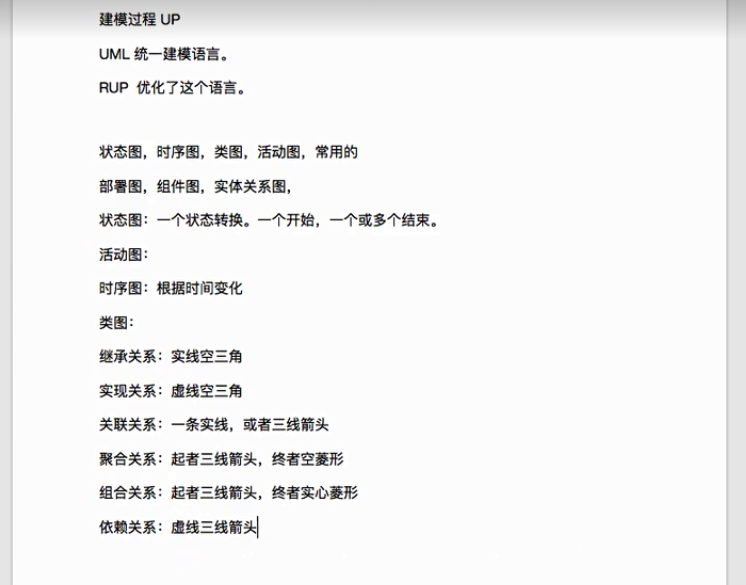 建模过程 UP
UML 统一建模语言。
RUP 优化了这个语言。
状态图，时序图，类图，活动图，常用的
部署图，组件图，实体关系图，
状态图：一个状态转换。一个开始，一个或多个结束。
活动图：
时序图：根据时间变化
类图：
继承关系：实线空三角
实现关系：虚线空三角
关联关系：一条实线，或者三线箭头
聚合关系：起者三线箭头，终者空菱形
组合关系：起者三线箭头，终者实心菱形
依赖关系：虚线三线箭头